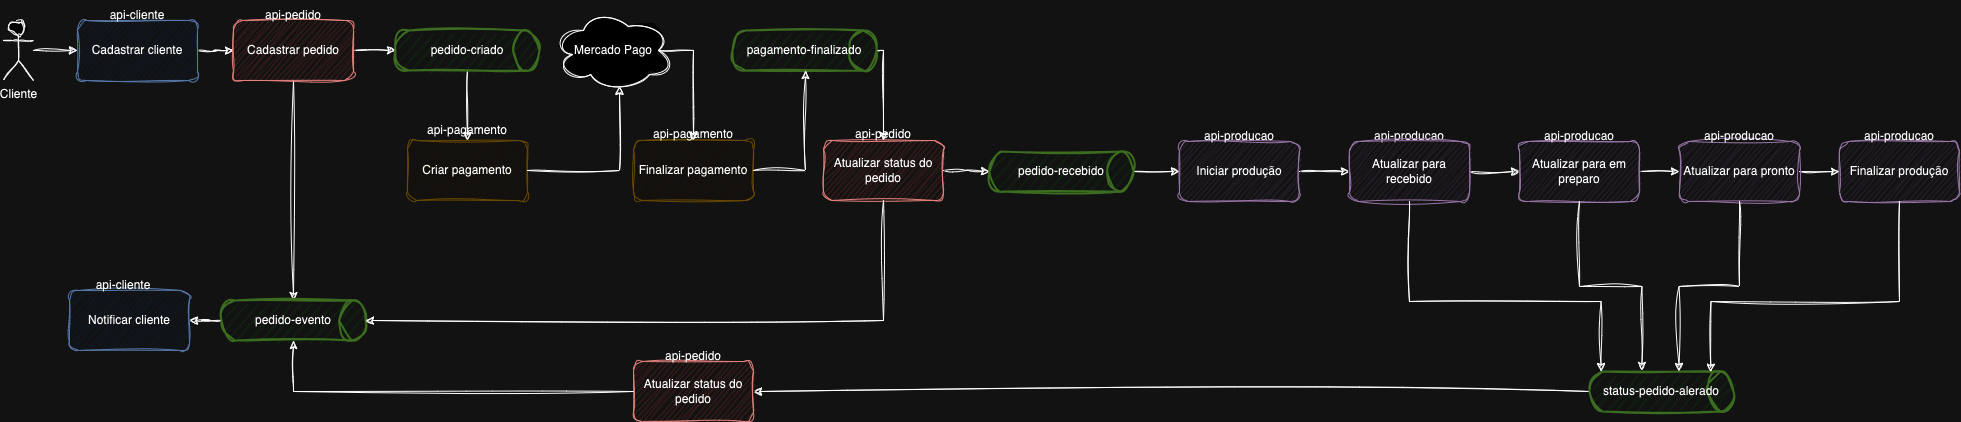 api-cliente
Cadastrar cliente
Cliente
api-pedido
Cadastrar pedido
pedido-criado
Mercado Pago
pagamento-finalizado
api-pagamento
Criar pagamento
api-pagamento
Finalizar pagamento
api-pedido
Atualizar status do
pedido
pedido-recebido
api-producao
Iniciar produção
api-producao
Atualizar para
recebido
api-producao
Atualizar para em
preparo
api-producao
Atualizar para pronto
api-producao
Finalizar produção
api-cliente
Notificar cliente
pedido-evento
api-pedido
Atualizar status do
pedido
status-pedido-alerado